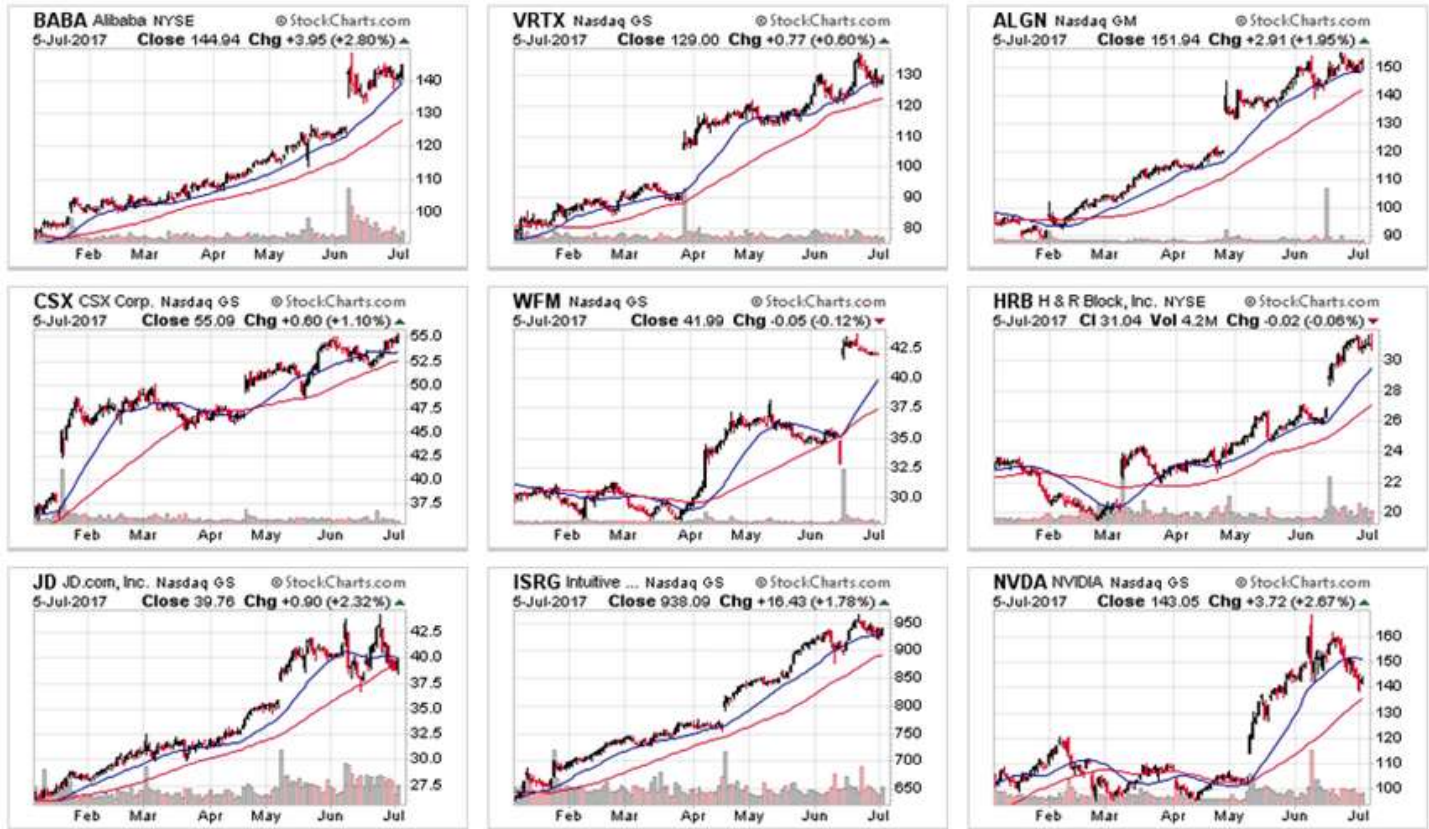 BABA Alibaba NYSE © StockCharts.com
5-Jul-2017 Close 144.94 Chg +3.95 (+2.80%) ▲
140
130
120
110
100
Feb Mar Apr May Jun Jul
VRTX Nasdaq GS © StockCharts.com
5-Jul-2017 Close 129.00 Chg +0.77 (+0.60%) ▲
130
120
110
100
90
80
Feb Mar Apr May Jun Jul
ALGN Nasdaq GM © StockCharts.com
5-Jul-2017 Close 151.94 Chg +2.91 (+1.95%) ▲
150
140
130
120
110
100
90
Feb Mar Apr May Jun Jul
CSX CSX Corp. Nasdaq GS © StockCharts.com
5-Jul-2017 Close 55.09 Chg +0.60 (+1.10%) ▲
55.0
52.5
50.0
47.5
45.0
42.5
40.0
37.5
Feb Mar Apr May Jun Jul
WFM Nasdaq GS © StockCharts.com
5-Jul-2017 Close 41.99 Chg -0.05 (-0.12%) ▼
42.5
40.0
37.5
35.0
32.5
30.0
Feb Mar Apr May Jun Jul
HRB H & R Block, Inc. NYSE © StockCharts.com
5-Jul-2017 Cl 31.04 Vol 4.2M Chg -0.02 (-0.06%) ▼
30
28
26
24
22
20
Feb Mar Apr May Jun Jul
JD JD.com, Inc. Nasdaq GS © StockCharts.com
5-Jul-2017 Close 39.76 Chg +0.90 (+2.32%) ▲
42.5
40.0
37.5
35.0
32.5
30.0
27.5
Feb Mar Apr May Jun Jul
ISRG Intuitive ... Nasdaq GS © StockCharts.com
5-Jul-2017 Close 938.09 Chg +16.43 (+1.78%) ▲
950
900
850
800
750
700
650
Feb Mar Apr May Jun Jul
NVDA NVIDIA Nasdaq GS © StockCharts.com
5-Jul-2017 Close 143.05 Chg +3.72 (+2.67%) ▲
160
150
140
130
120
110
100
Feb Mar Apr May Jun Jul